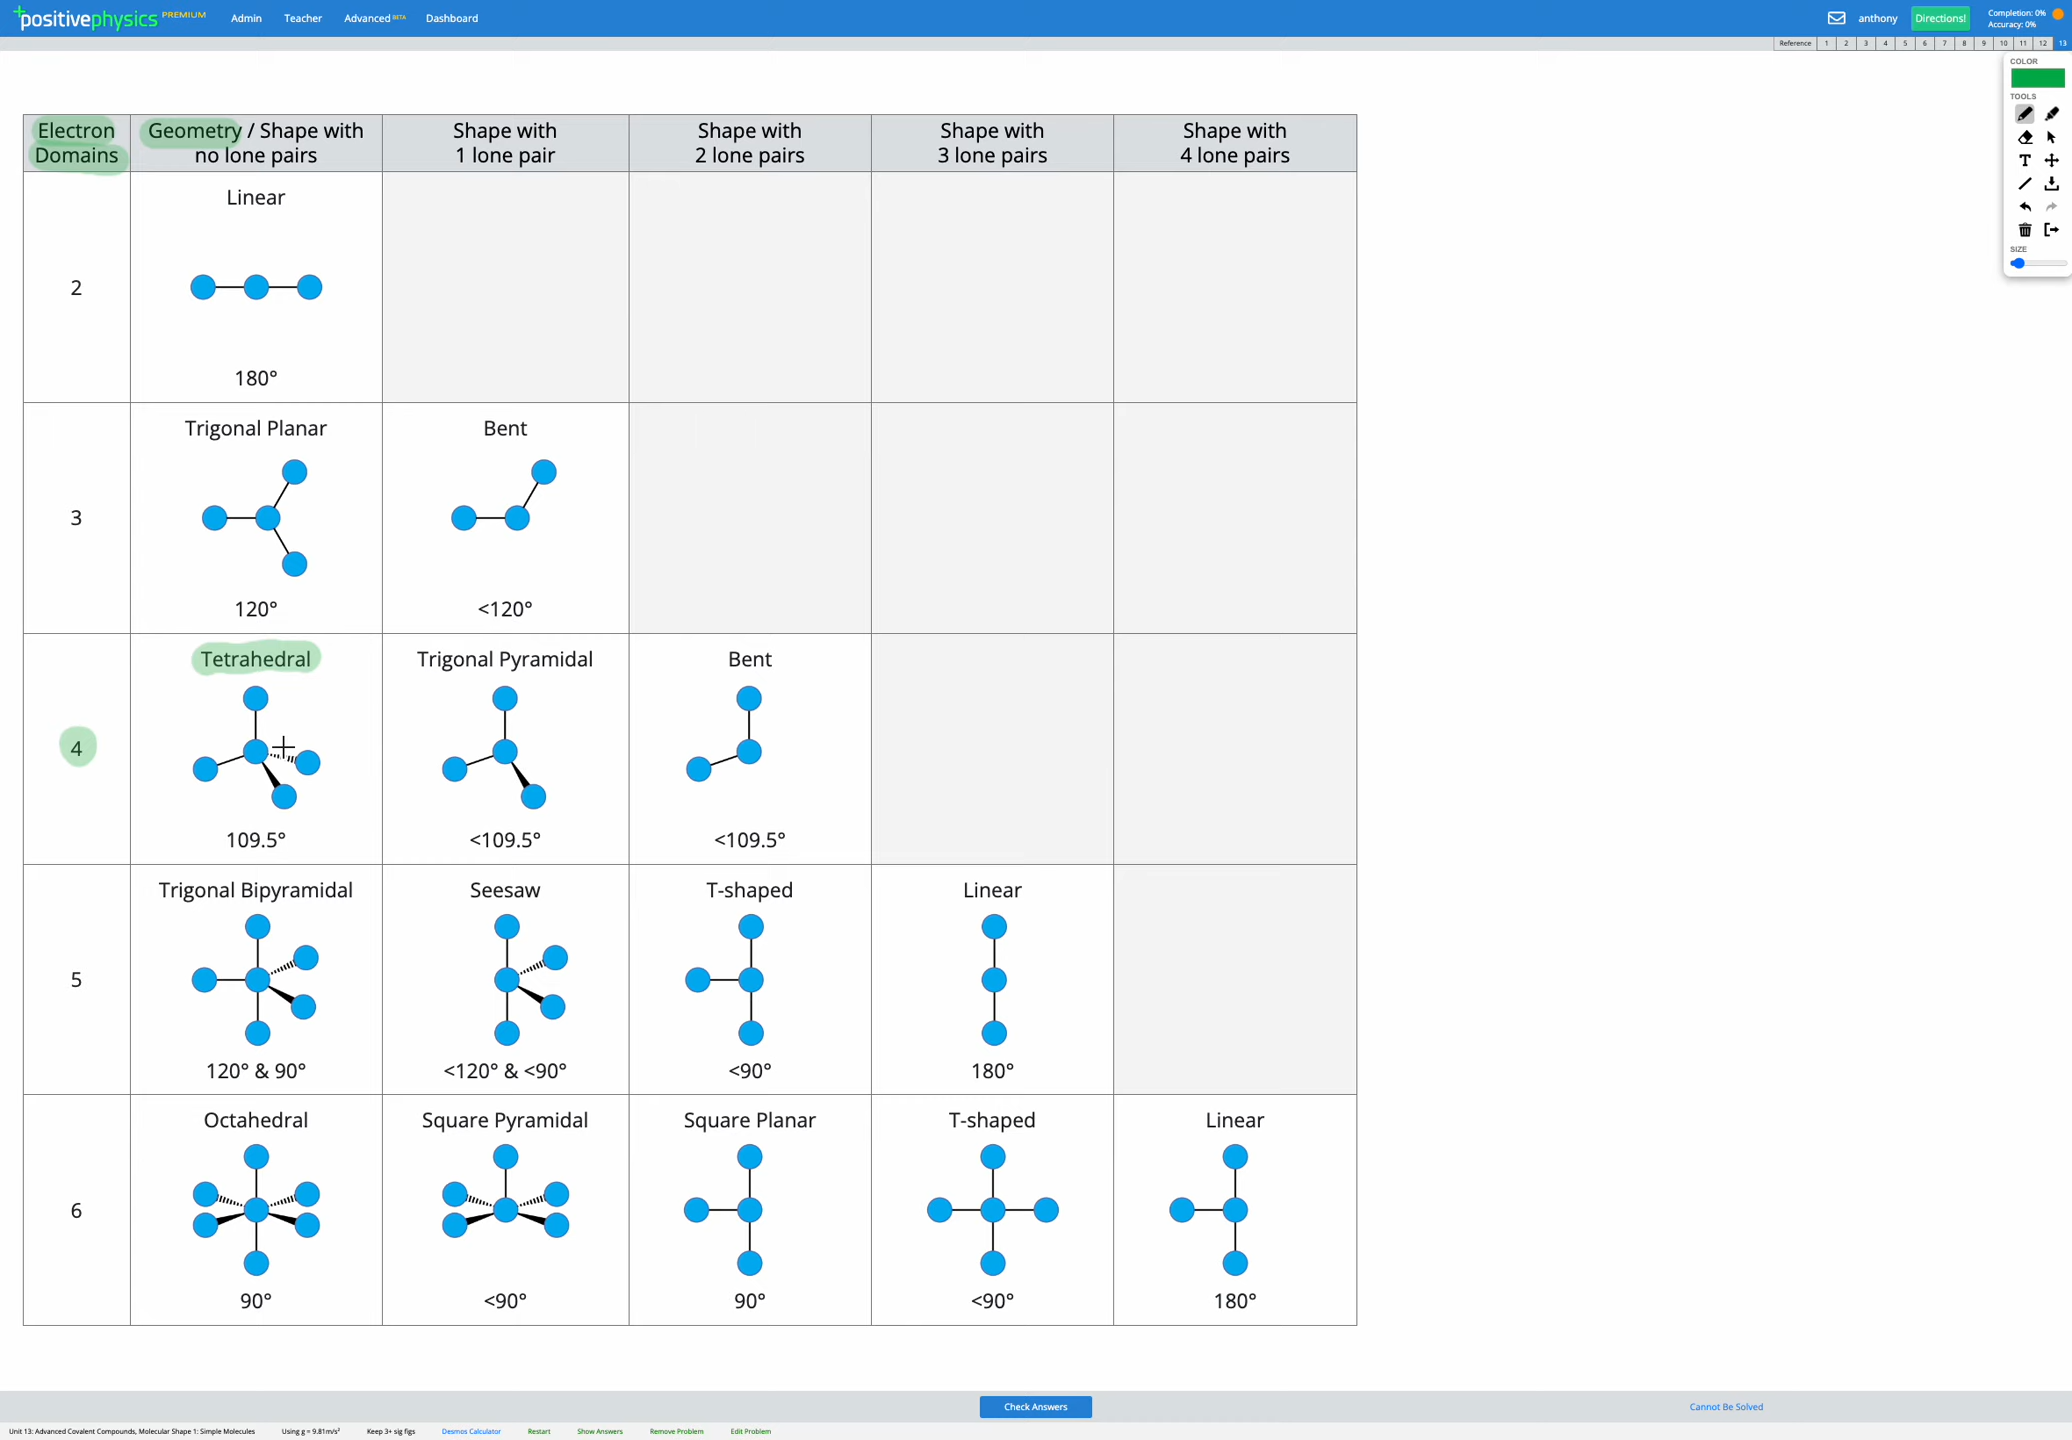 positivephysics PREMIUM Admin Teacher Advanced BETA Dashboard anthony Directions! Completion: 0%
Accuracy: 0%
Reference 1 2 3 4 5 6 7 8 9 10 11 12 13
COLOR
TOOLS
T
SIZE
Electron Domains
Geometry / Shape with no lone pairs
Shape with 1 lone pair
Shape with 2 lone pairs
Shape with 3 lone pairs
Shape with 4 lone pairs
2
Linear
180°
3
Trigonal Planar
120°
Bent
<120°
4
Tetrahedral
109.5°
Trigonal Pyramidal
<109.5°
Bent
<109.5°
5
Trigonal Bipyramidal
120° & 90°
Seesaw
<120° & <90°
T-shaped
<90°
Linear
180°
6
Octahedral
90°
Square Pyramidal
<90°
Square Planar
90°
T-shaped
<90°
Linear
180°
Check Answers
Cannot Be Solved
Unit 13: Advanced Covalent Compounds, Molecular Shape 1: Simple Molecules Using g = 9.81m/s² Keep 3+ sig figs Desmos Calculator Restart Show Answers Remove Problem Edit Problem